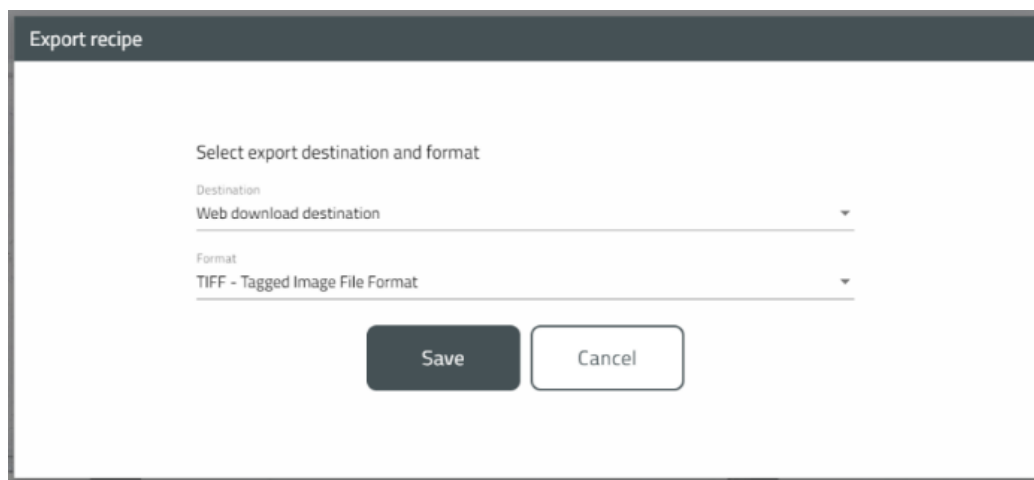 Export recipe
Select export destination and format
Destination
Web download destination
Format
TIFF - Tagged Image File Format
Save Cancel